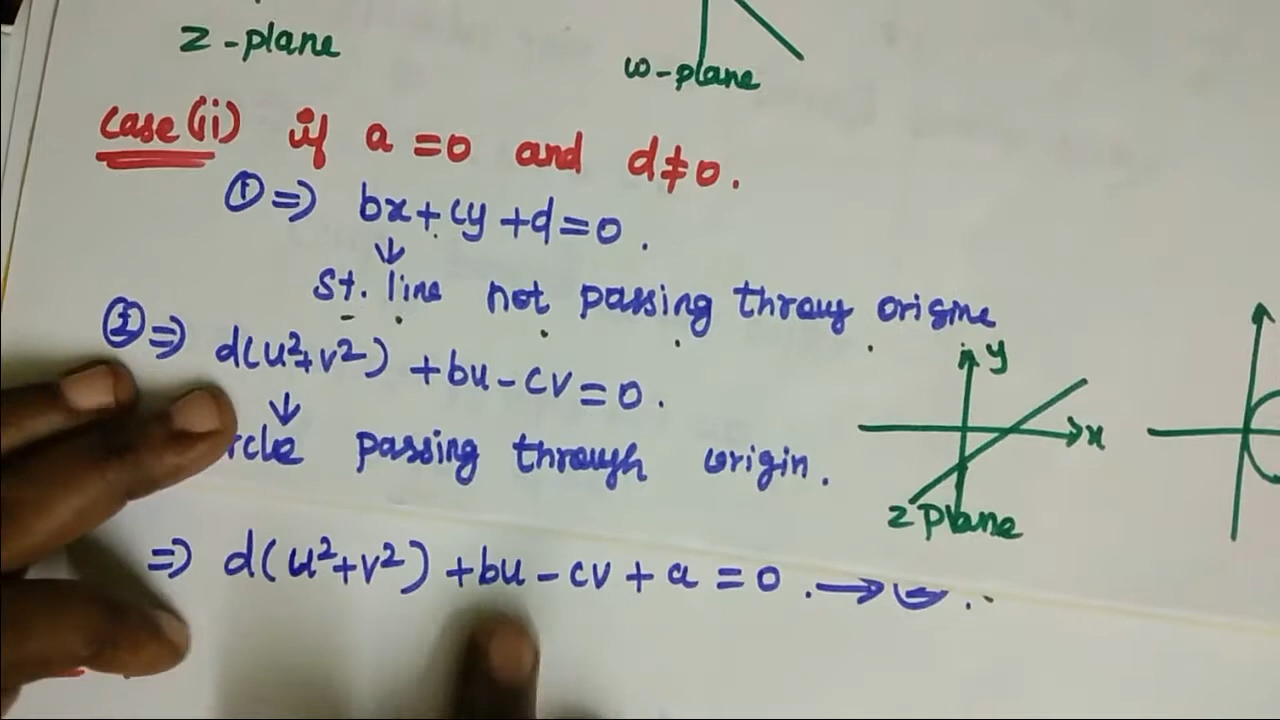 z-plane
w-plane
case(ii) if a=0 and d≠0.
①⇒) bx+cy+d=0.
↓
st. line not passing throug origine
②⇒) d(u²+v²)+bu-cv=0.
↓
rcle passing through origin.
y
x
z plane
⇒) d(u²+v²)+bu-cv+a=0.→